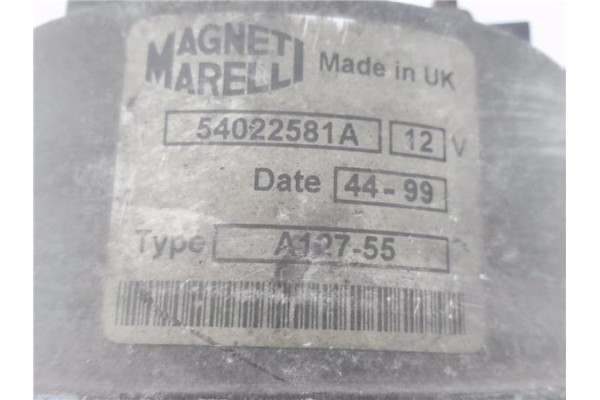 MAGNETI
MARELLI
Made in UK
54022581A 12 V
Date 44-99
Type A127-55